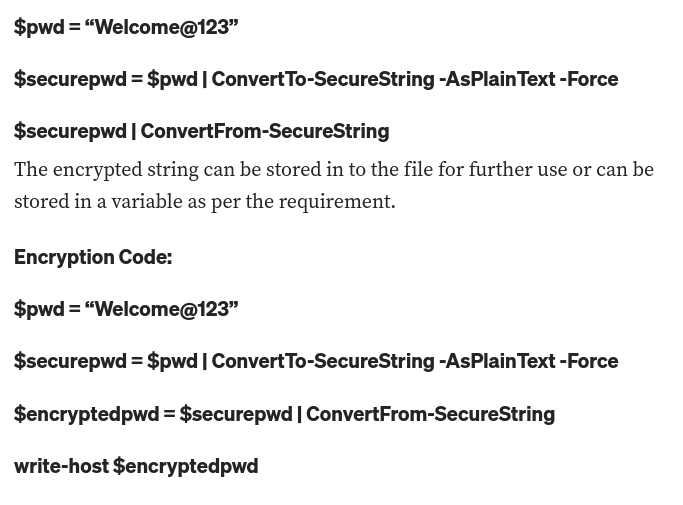 $pwd = “Welcome@123”
$securepwd = $pwd | ConvertTo-SecureString -AsPlainText -Force
$securepwd | ConvertFrom-SecureString
The encrypted string can be stored in to the file for further use or can be
stored in a variable as per the requirement.
Encryption Code:
$pwd = “Welcome@123”
$securepwd = $pwd | ConvertTo-SecureString -AsPlainText -Force
$encryptedpwd = $securepwd | ConvertFrom-SecureString
write-host $encryptedpwd